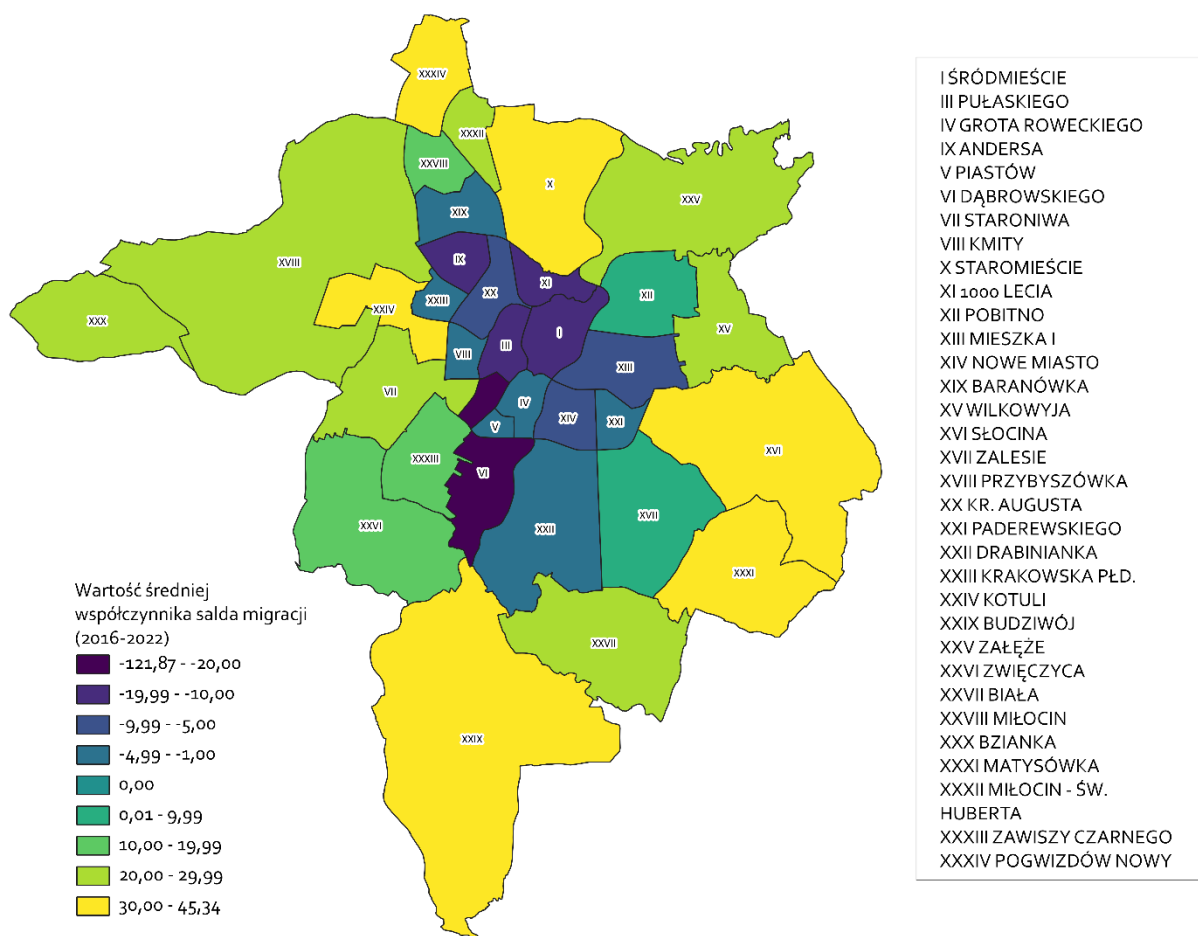 XXXIV
XXXII
XXVIII
X
XXV
XIX
IX
XVIII
XI
XX
XII
XXIII
XXIV
XXX
I
XV
III
VIII
XIII
VII
IV
XIV
XXI
V
XVI
XXXIII
VI
XVII
XXVI
XXII
XXXI
XXVII
XXIX
Wartość średniej
współczynnika salda migracji
(2016-2022)
-121,87 - -20,00
-19,99 - -10,00
-9,99 - -5,00
-4,99 - -1,00
0,00
0,01 - 9,99
10,00 - 19,99
20,00 - 29,99
30,00 - 45,34
I ŚRÓDMIEŚCIE
III PUŁASKIEGO
IV GROTA ROWECKIEGO
IX ANDERSA
V PIASTÓW
VI DĄBROWSKIEGO
VII STARONIWA
VIII KMITY
X STAROMIEŚCIE
XI 1000 LECIA
XII POBITNO
XIII MIESZKA I
XIV NOWE MIASTO
XIX BARANÓWKA
XV WILKOWYJA
XVI SŁOCINA
XVII ZALESIE
XVIII PRZYBYSZÓWKA
XX KR. AUGUSTA
XXI PADEREWSKIEGO
XXII DRABINIANKA
XXIII KRAKOWSKA PŁD.
XXIV KOTULI
XXIX BUDZIWÓJ
XXV ZAŁĘŻE
XXVI ZWIĘCZYCA
XXVII BIAŁA
XXVIII MIŁOCIN
XXX BZIANKA
XXXI MATYSÓWKA
XXXII MIŁOCIN - ŚW.
HUBERTA
XXXIII ZAWISZY CZARNEGO
XXXIV POGWIZDÓW NOWY